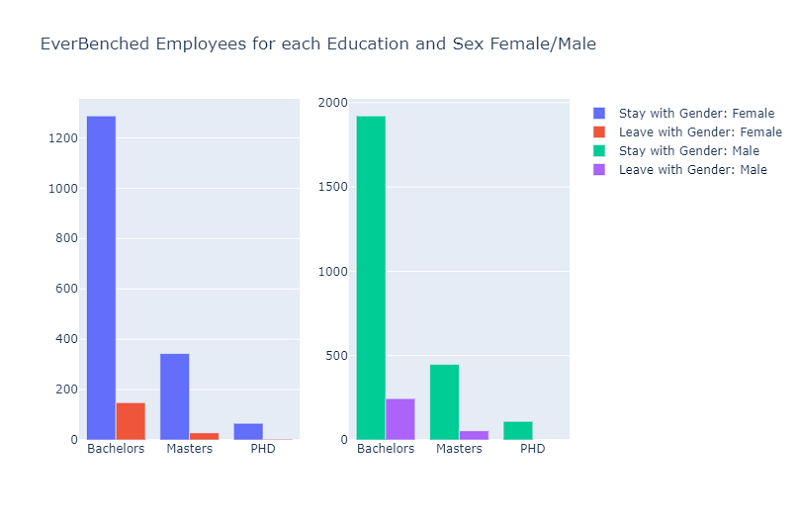 EverBenched Employees for each Education and Sex Female/Male
1200
1000
800
600
400
200
0
Bachelors Masters PHD
2000
1500
1000
500
0
Bachelors Masters PHD
Stay with Gender: Female
Leave with Gender: Female
Stay with Gender: Male
Leave with Gender: Male